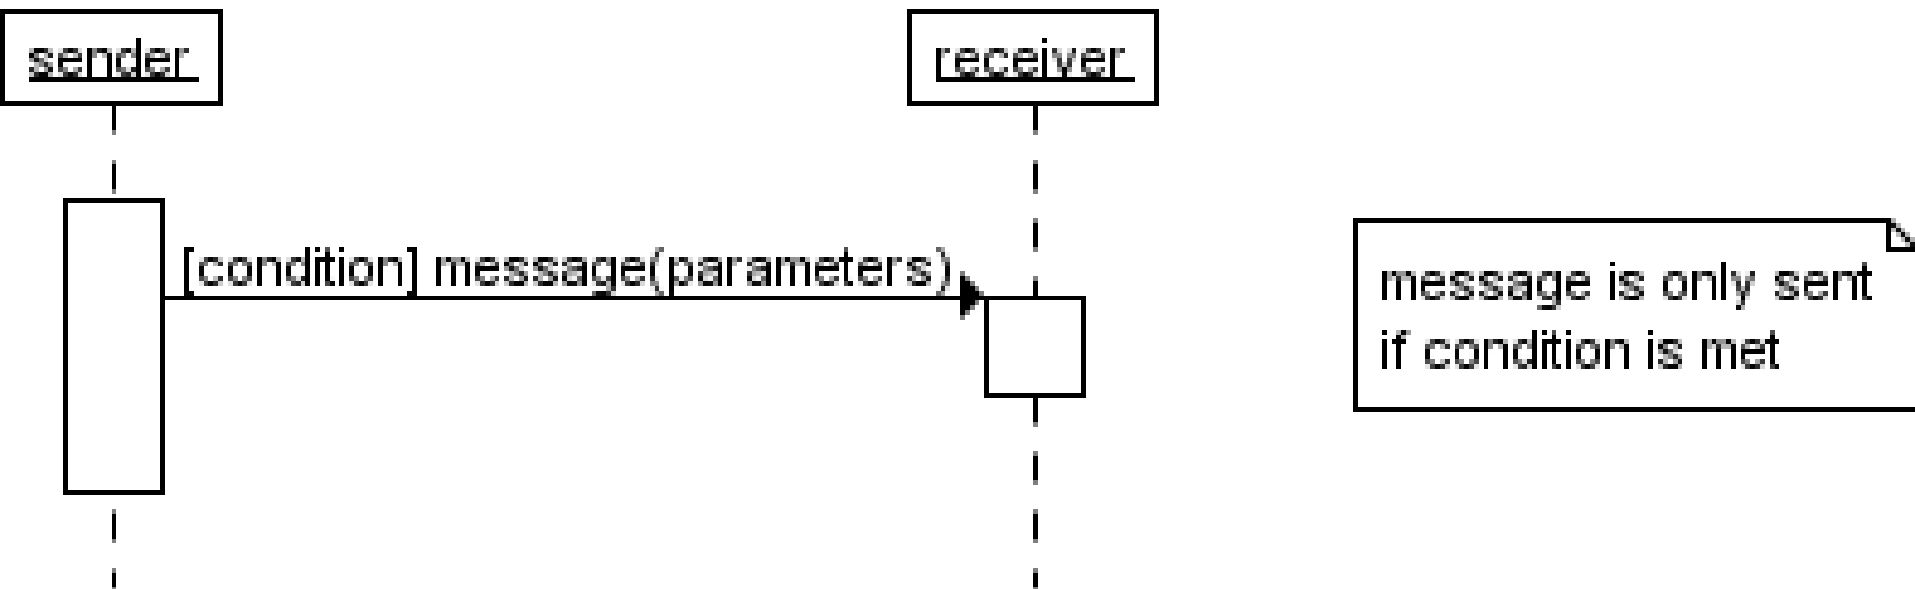 sender
receiver
[condition] message(parameters)
message is only sent
if condition is met